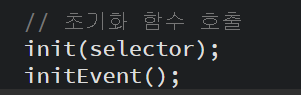 // 초기화 함수 호출
init(selector);
initEvent();